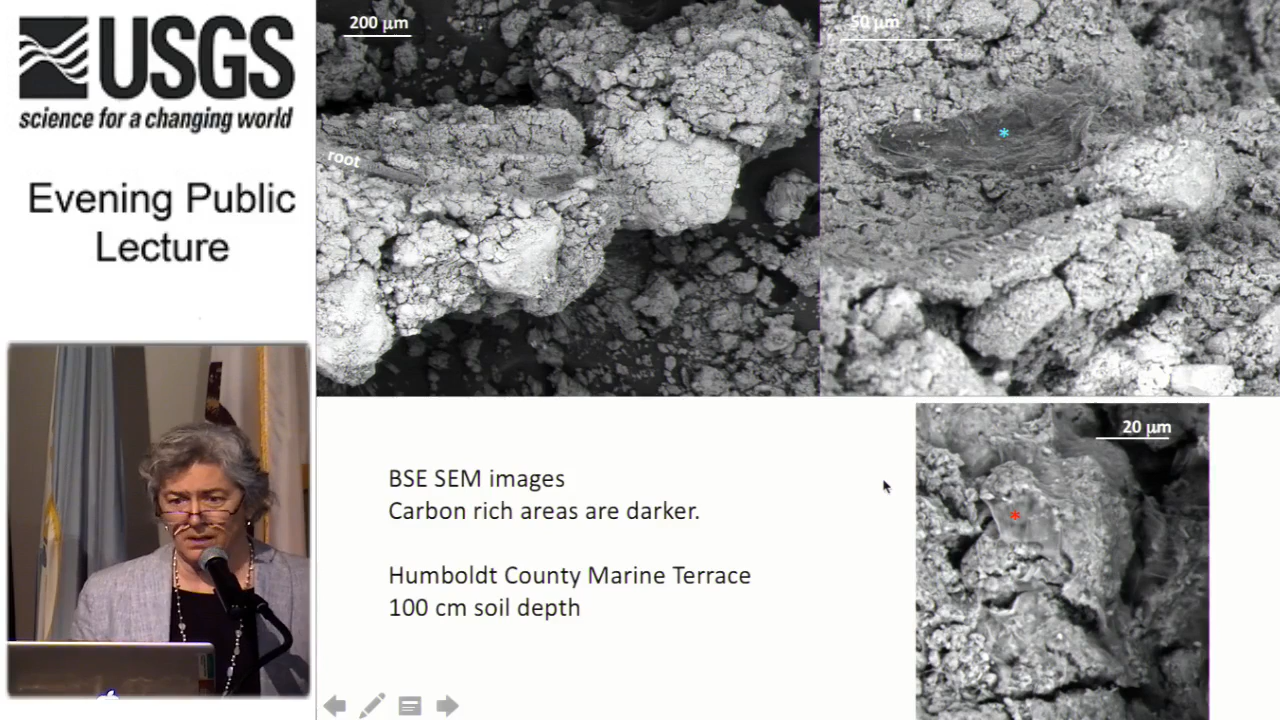 USGS
science for a changing world
Evening Public
Lecture
200 µm
root
50 µm
*
20 µm
*
BSE SEM images
Carbon rich areas are darker.
Humboldt County Marine Terrace
100 cm soil depth